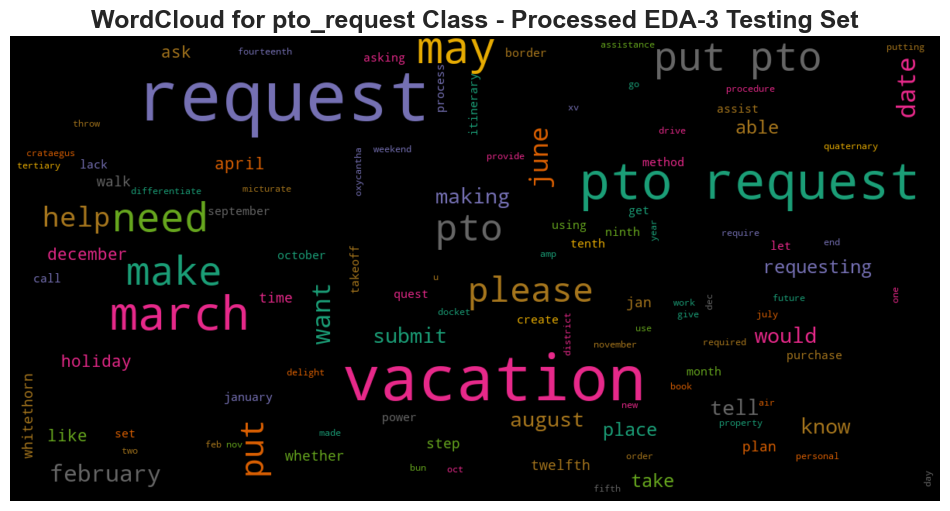 WordCloud for pto_request Class - Processed EDA-3 Testing Set
ask
fourteenth
asking
may
border
assistance
put pto
putting
request
process
itinerary
go
procedure
date
throw
xv
assist
able
drive
crataegus
tertiary
lack
april
oxycantha
weekend
provide
june
method
quaternary
walk
differentiate
micturate
pto request
help
need
september
making
pto
using
get
year
ninth
tenth
require
let
end
december
october
takeoff
amp
requesting
call
make
time
want
u
quest
please
docket
jan
work
give
dec
future
one
march
submit
create
district
use
july
would
holiday
november
required
purchase
delight
vacation
month
book
whitethorn
january
new
air
like
set
two
feb
nov
put
made
power
august
place
tell
property
know
february
whether
step
bun
oct
twelfth
order
plan
personal
fifth
take
day